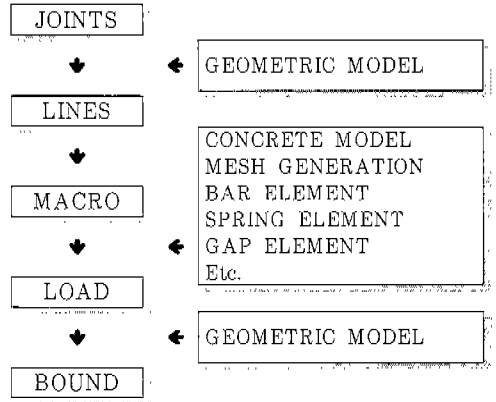 JOINTS
GEOMETRIC MODEL
LINES
CONCRETE MODEL
MESH GENERATION
BAR ELEMENT
MACRO
SPRING ELEMENT
GAP ELEMENT
Etc.
LOAD
GEOMETRIC MODEL
BOUND